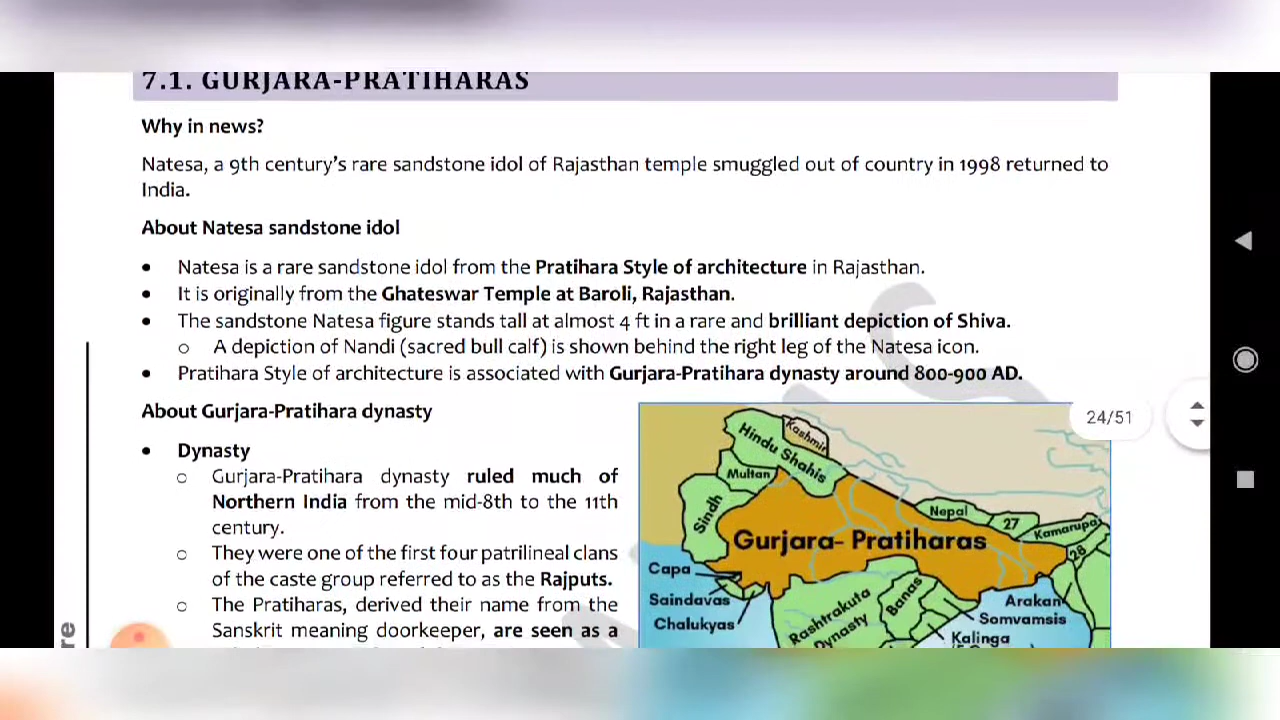 7.1. GURJARA-PRATIHARAS
Why in news?
Natesa, a 9th century's rare sandstone idol of Rajasthan temple smuggled out of country in 1998 returned to
India.
About Natesa sandstone idol
• Natesa is a rare sandstone idol from the Pratihara Style of architecture in Rajasthan.
• It is originally from the Ghateswar Temple at Baroli, Rajasthan.
• The sandstone Natesa figure stands tall at almost 4 ft in a rare and brilliant depiction of Shiva.
o A depiction of Nandi (sacred bull calf) is shown behind the right leg of the Natesa icon.
• Pratihara Style of architecture is associated with Gurjara-Pratihara dynasty around 800-900 AD.
About Gurjara-Pratihara dynasty
• Dynasty
o Gurjara-Pratihara dynasty ruled much of
Northern India from the mid-8th to the 11th
century.
o They were one of the first four patrilineal clans
of the caste group referred to as the Rajputs.
o The Pratiharas, derived their name from the
Sanskrit meaning doorkeeper, are seen as a
24/51
Kashmir
Hindu Shahis
Multan
Sindh
Nepal
27
Kamarupa
28
Gurjara- Pratiharas
Capa
Saindavas
Chalukyas
Rashtrakuta
Dynasty
Banas
Arakan
Somvamsis
Kalinga
re